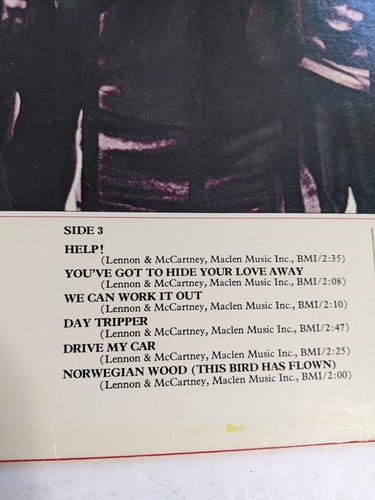 SIDE 3
HELP!
(Lennon & McCartney, Maclen Music Inc., BMI/2:35)
YOU'VE GOT TO HIDE YOUR LOVE AWAY
(Lennon & McCartney, Maclen Music Inc., BMI/2:08)
WE CAN WORK IT OUT
(Lennon & McCartney, Maclen Music Inc., BMI/2:10)
DAY TRIPPER
(Lennon & McCartney, Maclen Music Inc., BMI/2:47)
DRIVE MY CAR
(Lennon & McCartney, Maclen Music Inc., BMI/2:25)
NORWEGIAN WOOD (THIS BIRD HAS FLOWN)
(Lennon & McCartney, Maclen Music Inc., BMI/2:00)